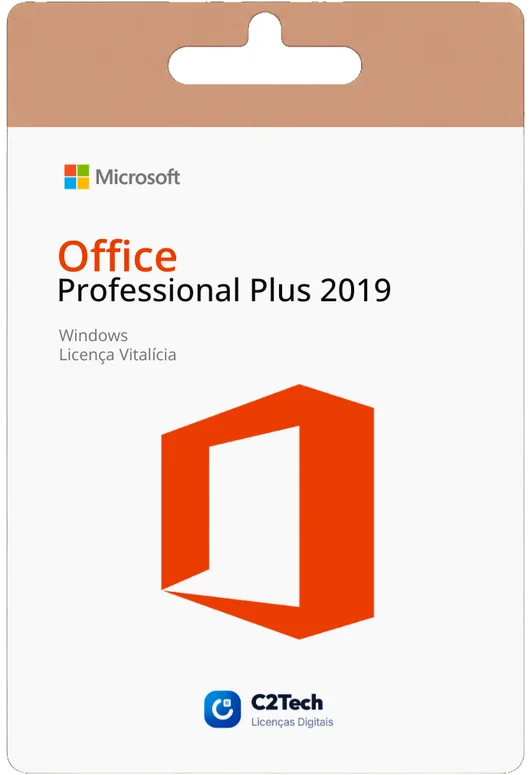 Microsoft
Office
Professional Plus 2019
Windows
Licença Vitalícia
C2Tech
Licenças Digitais